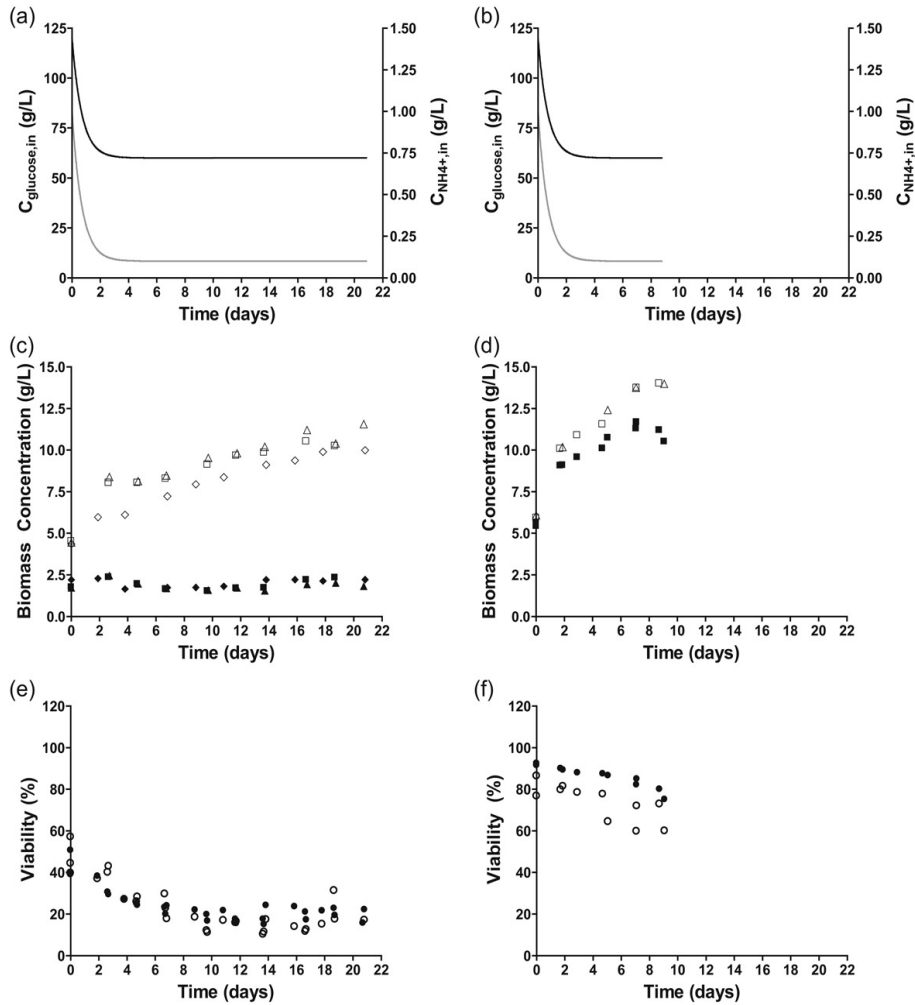 (a)
(b)
150
125
100
75
50
25
0
C glucose,in (g/L)
1.50
1.25
1.00
0.75
0.50
0.25
0.00
C NH4+,in (g/L)
0 2 4 6 8 10 12 14 16 18 20 22
Time (days)
150
125
100
75
50
25
0
C glucose,in (g/L)
1.50
1.25
1.00
0.75
0.50
0.25
0.00
C NH4+,in (g/L)
0 2 4 6 8 10 12 14 16 18 20 22
Time (days)
(c)
(d)
15.0
12.5
10.0
7.5
5.0
2.5
0.0
Biomass Concentration (g/L)
0 2 4 6 8 10 12 14 16 18 20 22
Time (days)
15.0
12.5
10.0
7.5
5.0
2.5
0.0
Biomass Concentration (g/L)
0 2 4 6 8 10 12 14 16 18 20 22
Time (days)
(e)
(f)
120
100
80
60
40
20
0
Viability (%)
0 2 4 6 8 10 12 14 16 18 20 22
Time (days)
120
100
80
60
40
20
0
Viability (%)
0 2 4 6 8 10 12 14 16 18 20 22
Time (days)